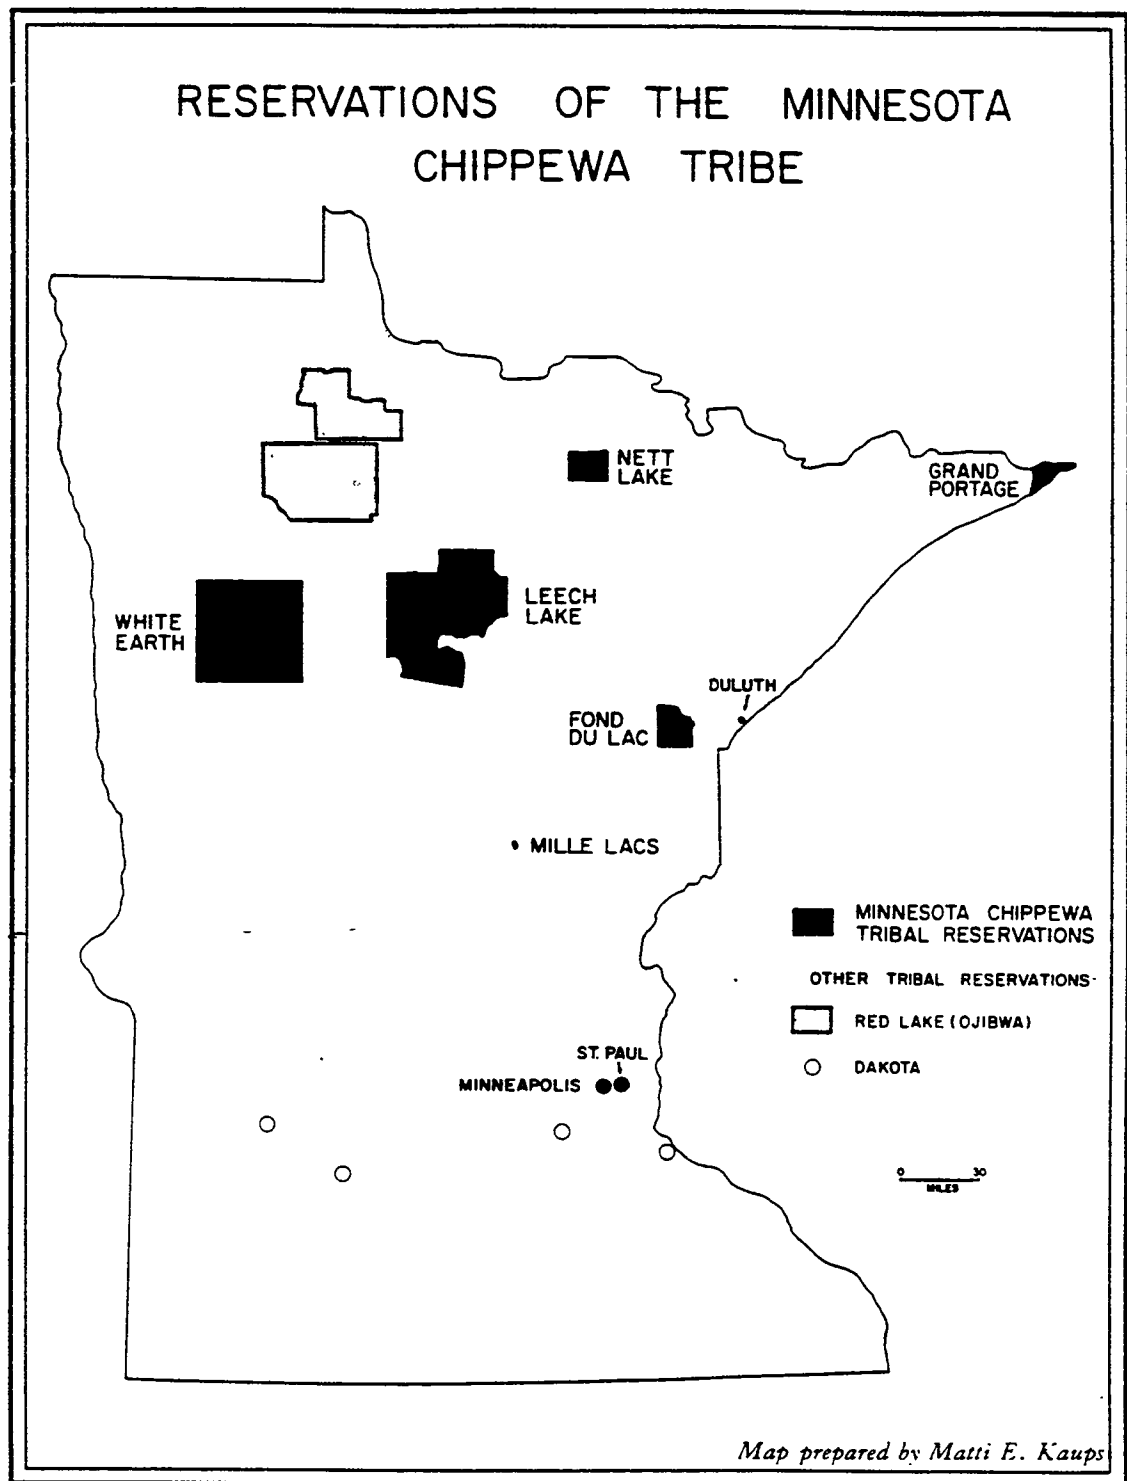 RESERVATIONS OF THE MINNESOTA
CHIPPEWA TRIBE
NETT
LAKE
GRAND
PORTAGE
WHITE
EARTH
LEECH
LAKE
DULUTH
FOND
DU LAC
MILLE LACS
MINNESOTA CHIPPEWA
TRIBAL RESERVATIONS
OTHER TRIBAL RESERVATIONS-
RED LAKE (OJIBWA)
DAKOTA
ST. PAUL
MINNEAPOLIS
0 30
MILES
Map prepared by Matti E. Kaups